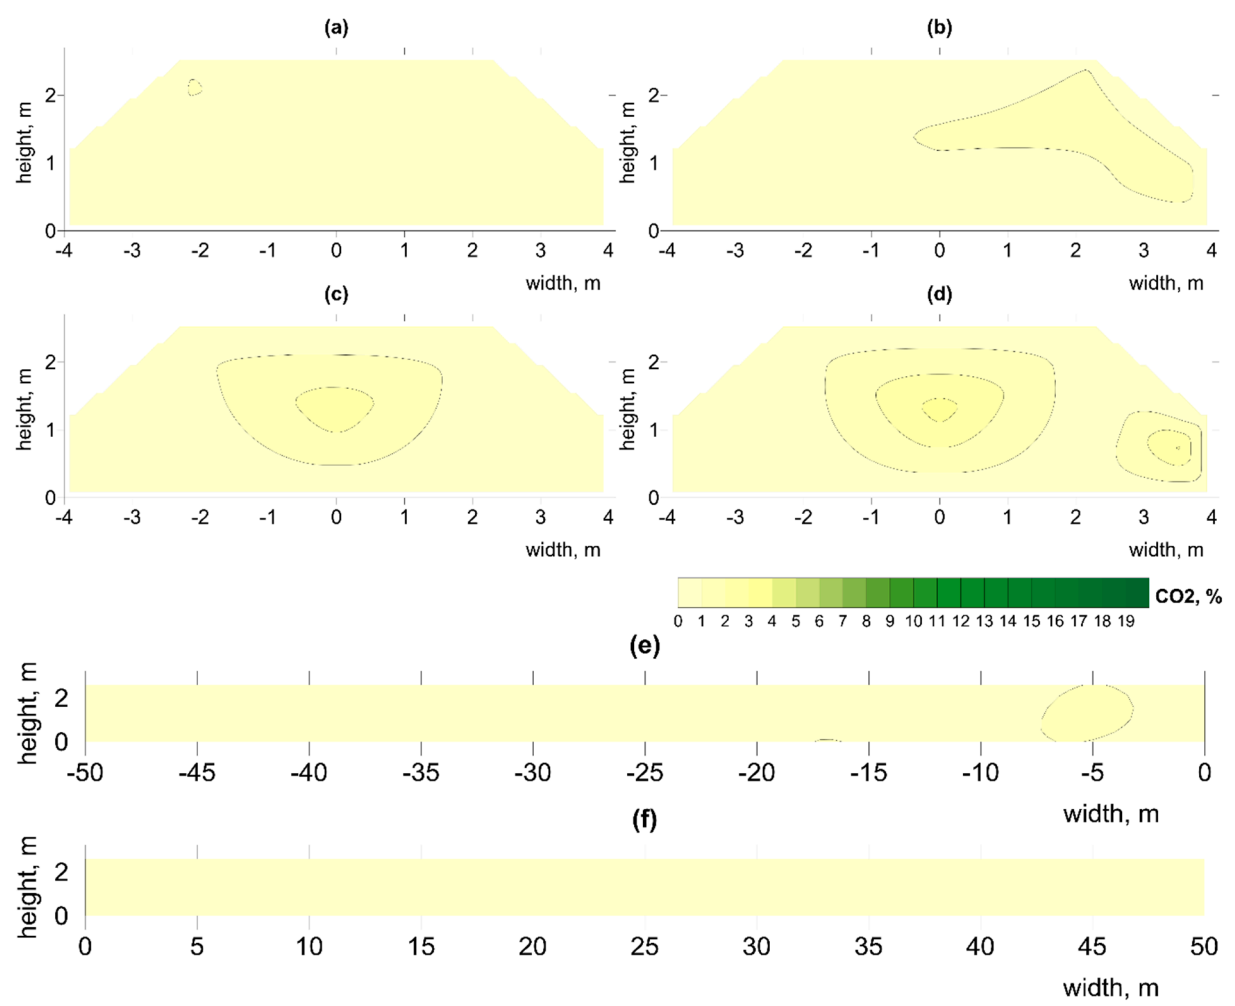 (a) (b)
height, m 2 1 0 height, m 2 1 0
-4 -3 -2 -1 0 1 2 3 4 -4 -3 -2 -1 0 1 2 3 4
width, m width, m
(c) (d)
height, m 2 1 0 height, m 2 1 0
-4 -3 -2 -1 0 1 2 3 4 -4 -3 -2 -1 0 1 2 3 4
width, m width, m
CO2, %
0 1 2 3 4 5 6 7 8 9 10 11 12 13 14 15 16 17 18 19
(e)
height, m 2 0
-50 -45 -40 -35 -30 -25 -20 -15 -10 -5 0
width, m
(f)
height, m 2 0
0 5 10 15 20 25 30 35 40 45 50
width, m